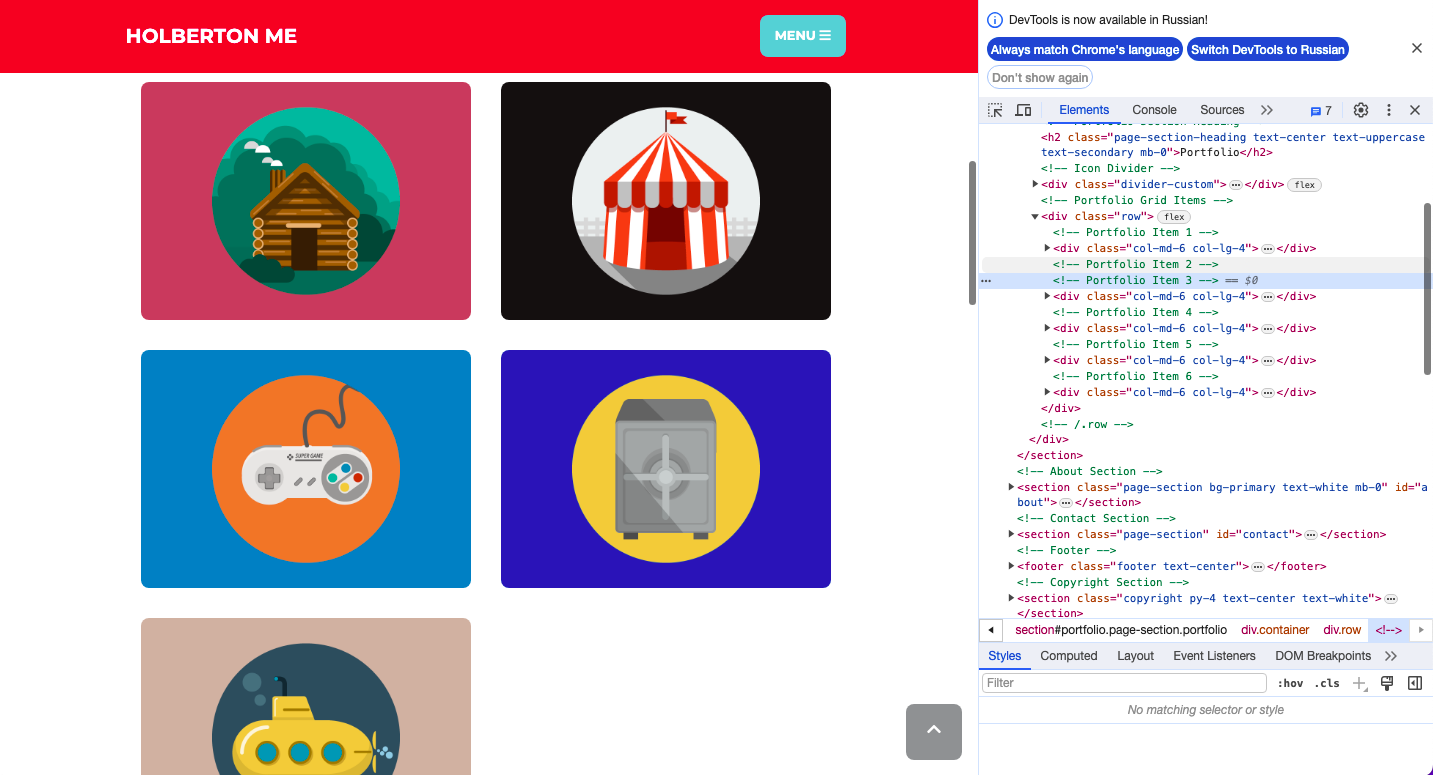 HOLBERTON ME
MENU
SUPER GAME
DevTools is now available in Russian!
Always match Chrome's language
Switch DevTools to Russian
Don't show again
Elements
Console
Sources
7
<h2 class="page-section-heading text-center text-uppercase
text-secondary mb-0">Portfolio</h2>
<!-- Icon Divider -->
<div class="divider-custom"> </div> flex
<!-- Portfolio Grid Items -->
<div class="row"> flex
<!-- Portfolio Item 1 -->
<div class="col-md-6 col-lg-4"> </div>
<!-- Portfolio Item 2 -->
<!-- Portfolio Item 3 --> == $0
<div class="col-md-6 col-lg-4"> </div>
<!-- Portfolio Item 4 -->
<div class="col-md-6 col-lg-4"> </div>
<!-- Portfolio Item 5 -->
<div class="col-md-6 col-lg-4"> </div>
<!-- Portfolio Item 6 -->
<div class="col-md-6 col-lg-4"> </div>
</div>
<!-- /.row -->
</div>
</section>
<!-- About Section -->
<section class="page-section bg-primary text-white mb-0" id="a
bout"> </section>
<!-- Contact Section -->
<section class="page-section" id="contact"> </section>
<!-- Footer -->
<footer class="footer text-center"> </footer>
<!-- Copyright Section -->
<section class="copyright py-4 text-center text-white">
</section>
section#portfolio.page-section.portfolio div.container div.row <!-->
Styles Computed Layout Event Listeners DOM Breakpoints
Filter :hov .cls
No matching selector or style